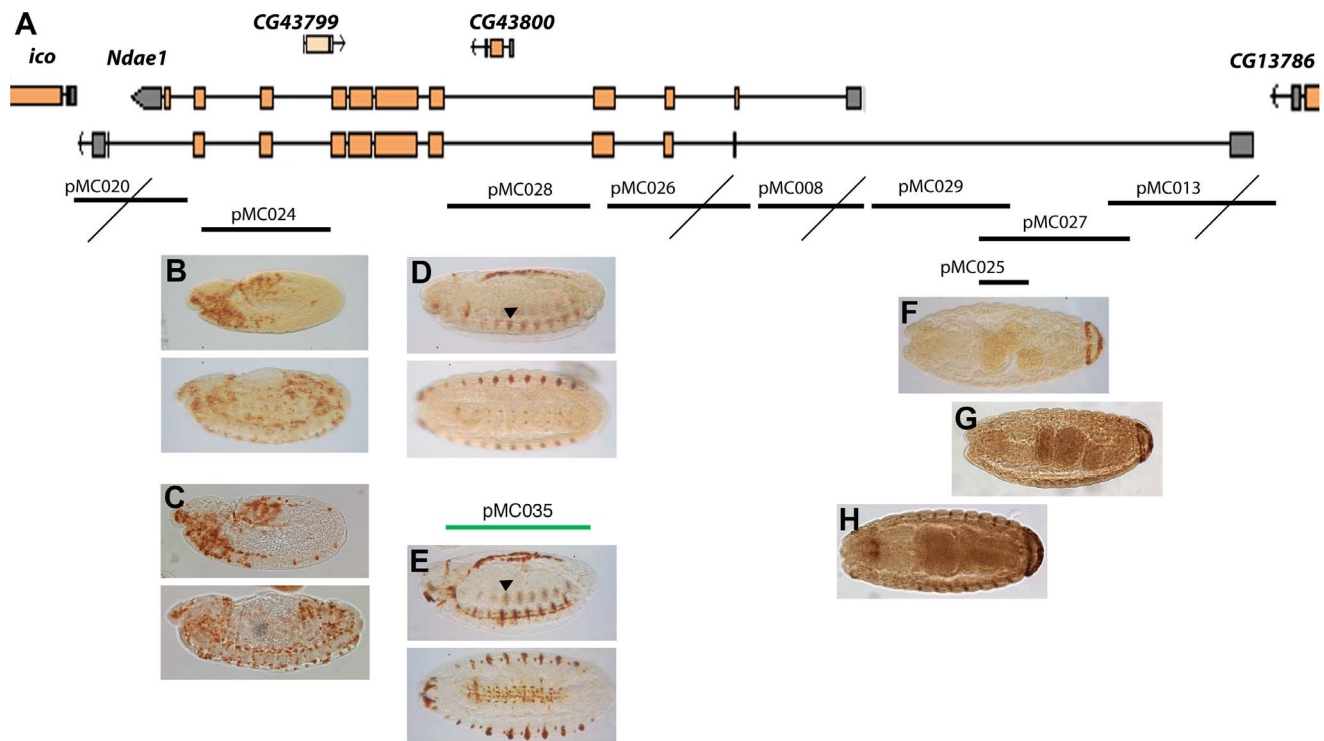 A
CG43799
CG43800
ico
Ndae1
CG13786
pMC020
pMC028
pMC026
pMC008
pMC029
pMC013
pMC024
pMC027
pMC025
B
D
F
G
C
pMC035
H
E